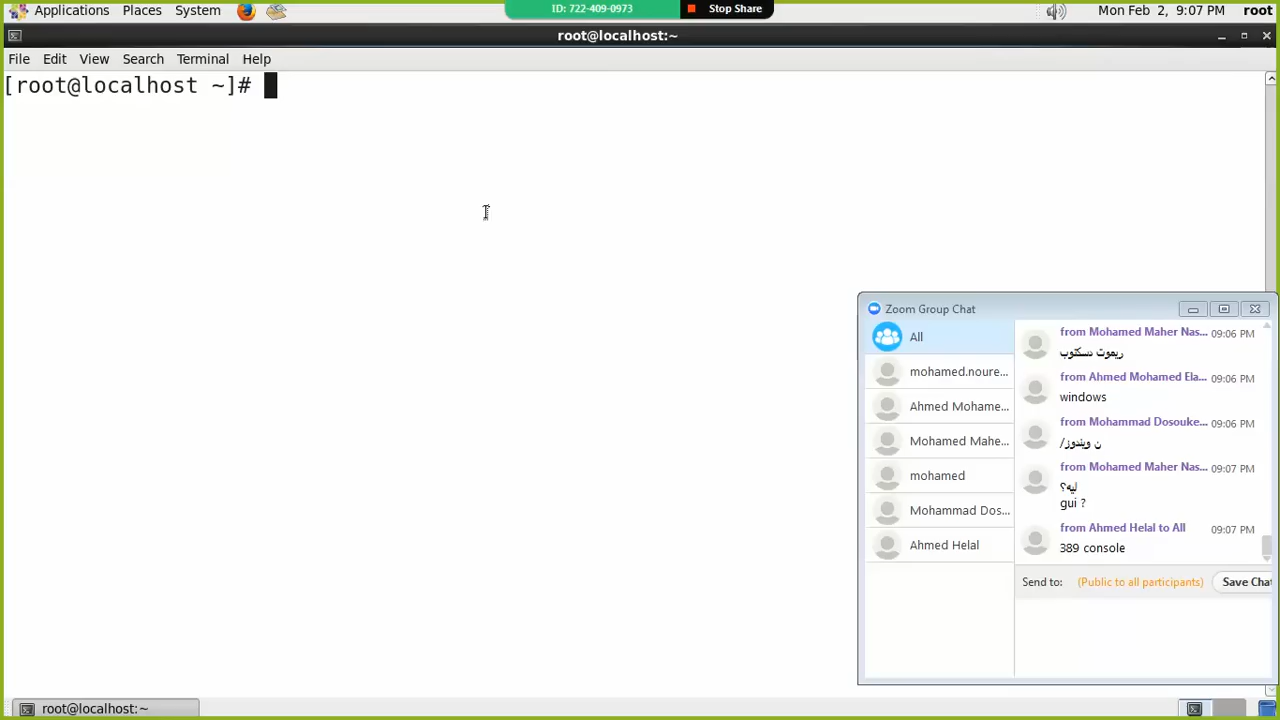 Applications Places System
ID: 722-409-0973 Stop Share
Mon Feb 2, 9:07 PM root
root@localhost:~
File Edit View Search Terminal Help
[root@localhost ~]#
Zoom Group Chat
All
mohamed.noure...
Ahmed Mohame...
Mohamed Mahe...
mohamed
Mohammad Dos...
Ahmed Helal
from Mohamed Maher Nas... 09:06 PM
ريموت دسكتوب
from Ahmed Mohamed Ela... 09:06 PM
windows
from Mohammad Dosouke... 09:06 PM
ن ويندوز/
from Mohamed Maher Nas... 09:07 PM
ليه؟
gui ?
from Ahmed Helal to All 09:07 PM
389 console
Send to: (Public to all participants) Save Chat
root@localhost:~